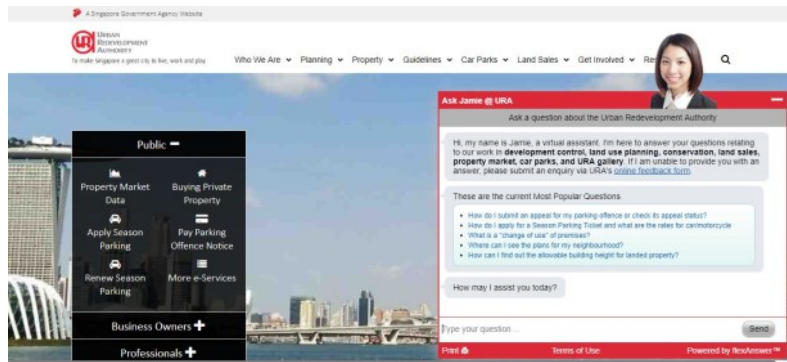 A Singapore Government Agency Website
URBAN
REDEVELOPMENT
AUTHORITY
To make Singapore a great city to live, work and play
Who We Are
Planning
Property
Guidelines
Car Parks
Land Sales
Get Involved
Ask Jamie @ URA
Ask a question about the Urban Redevelopment Authority
Hi, my name is Jamie, a virtual assistant. I'm here to answer your questions relating
to our work in development control, land use planning, conservation, land sales,
property market, car parks, and URA gallery. If I am unable to provide you with an
answer, please submit an enquiry via URA's online feedback form.
These are the current Most Popular Questions
How do I submit an appeal for my parking offence or check its appeal status?
How do I apply for a Season Parking Ticket and what are the rates for car/motorcycle
What is a "change of use" of premises?
Where can I see the plans for my neighbourhood?
How can I find out the allowable building height for landed property?
How may I assist you today?
Type your question ...
Send
Print
Terms of Use
Powered by flexAnswer™
Public
Property Market
Data
Buying Private
Property
Apply Season
Parking
Pay Parking
Offence Notice
Renew Season
Parking
More e-Services
Business Owners
Professionals